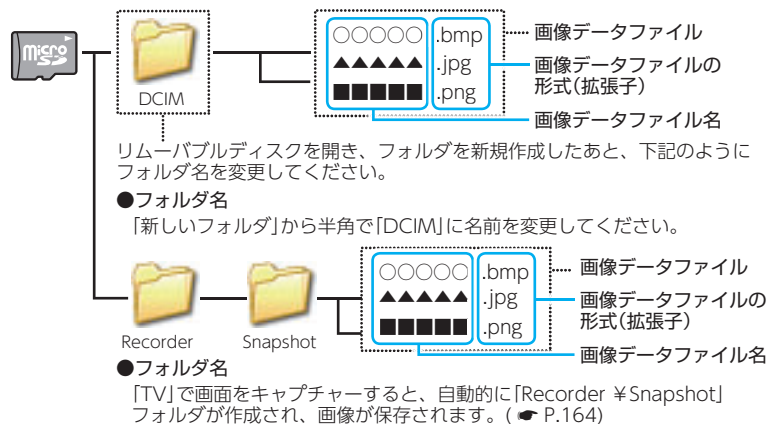 micro SD
DCIM
○○○○○ .bmp
▲▲▲▲▲ .jpg
■■■■■ .png
画像データファイル
画像データファイルの
形式(拡張子)
画像データファイル名
リムーバブルディスクを開き、フォルダを新規作成したあと、下記のように
フォルダ名を変更してください。
●フォルダ名
「新しいフォルダ」から半角で「DCIM」に名前を変更してください。
Recorder
Snapshot
○○○○○ .bmp
▲▲▲▲▲ .jpg
■■■■■ .png
画像データファイル
画像データファイルの
形式(拡張子)
画像データファイル名
●フォルダ名
「TV」で画面をキャプチャーすると、自動的に「Recorder ¥Snapshot」
フォルダが作成され、画像が保存されます。( ☛ P.164)